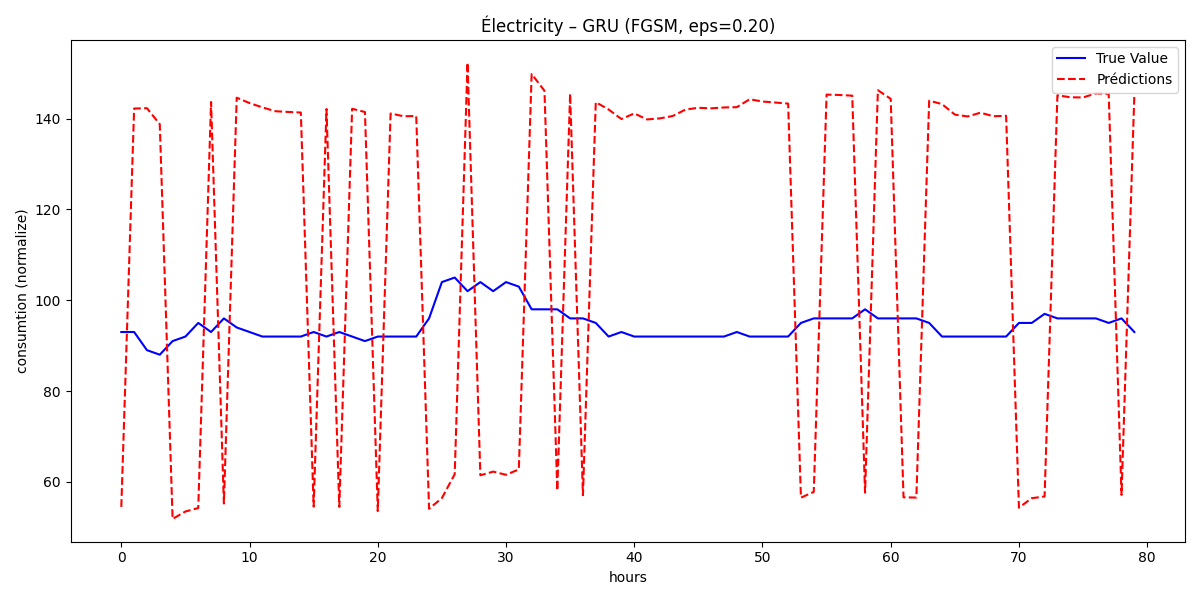 Électricity – GRU (FGSM, eps=0.20)
True Value
Prédictions
consumtion (normalize)
140
120
100
80
60
0 10 20 30 40 50 60 70 80
hours